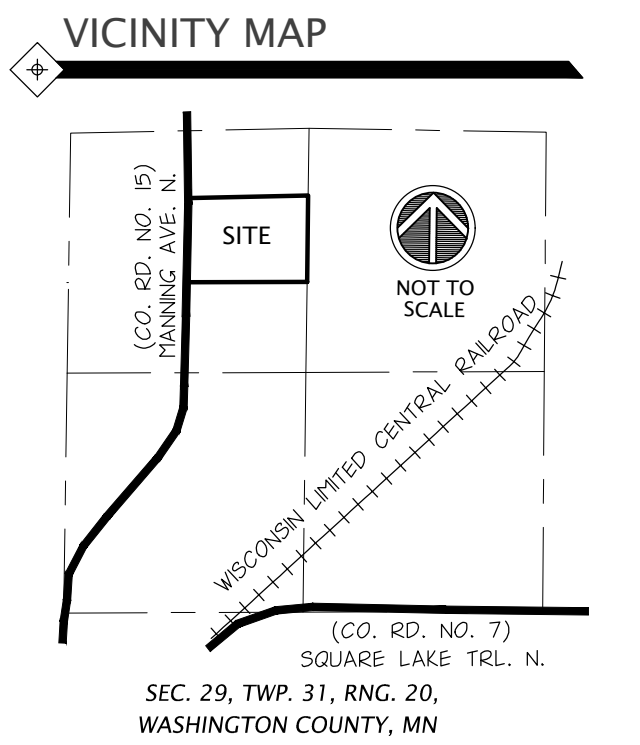 VICINITY MAP
(CO. RD. NO. 15)
MANNING AVE. N.
SITE
NOT TO
SCALE
WISCONSIN LIMITED CENTRAL RAILROAD
(CO. RD. NO. 7)
SQUARE LAKE TRL. N.
SEC. 29, TWP. 31, RNG. 20,
WASHINGTON COUNTY, MN